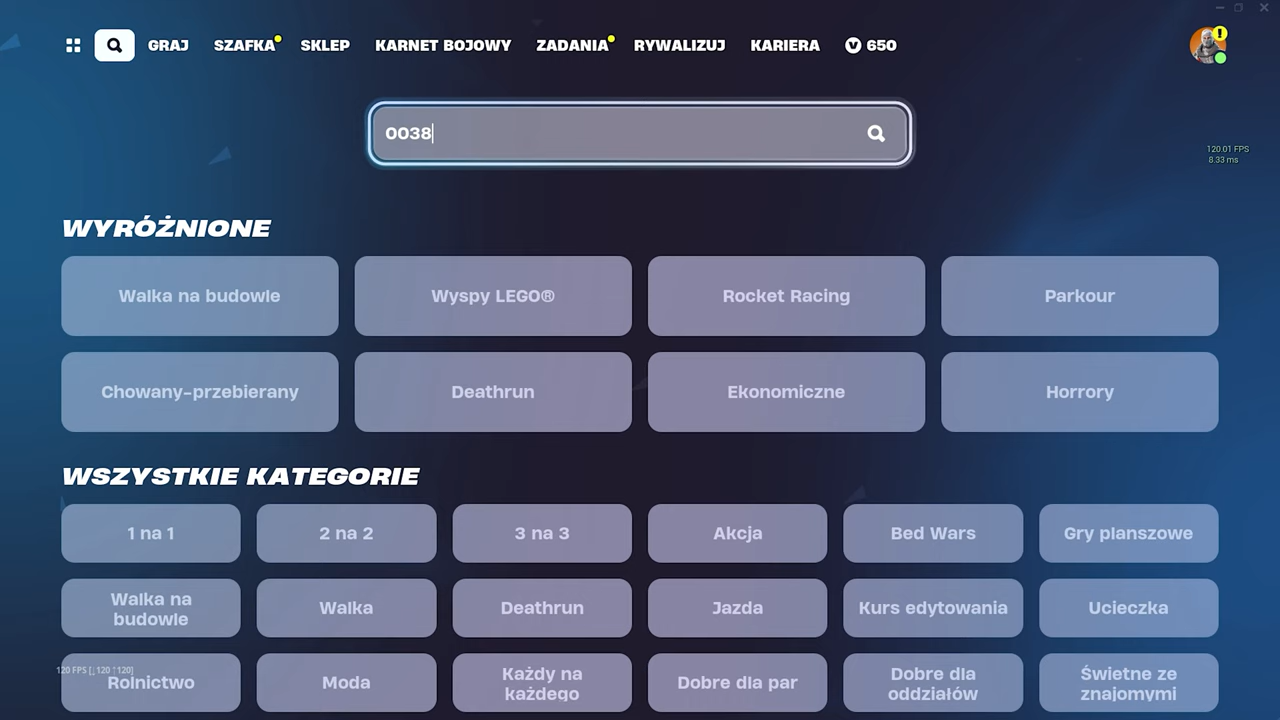 GRAJ SZAFKA SKLEP KARNET BOJOWY ZADANIA RYWALIZUJ KARIERA V 650 !
0038
120.01 FPS
8.33 ms
WYRÓŻNIONE
Walka na budowle Wyspy LEGO® Rocket Racing Parkour
Chowany-przebierany Deathrun Ekonomiczne Horrory
WSZYSTKIE KATEGORIE
1 na 1 2 na 2 3 na 3 Akcja Bed Wars Gry planszowe
Walka na
budowle Walka Deathrun Jazda Kurs edytowania Ucieczka
120 FPS [↓120 ↑120]
Rolnictwo Moda Każdy na
każdego Dobre dla par Dobre dla
oddziałów Świetne ze
znajomymi